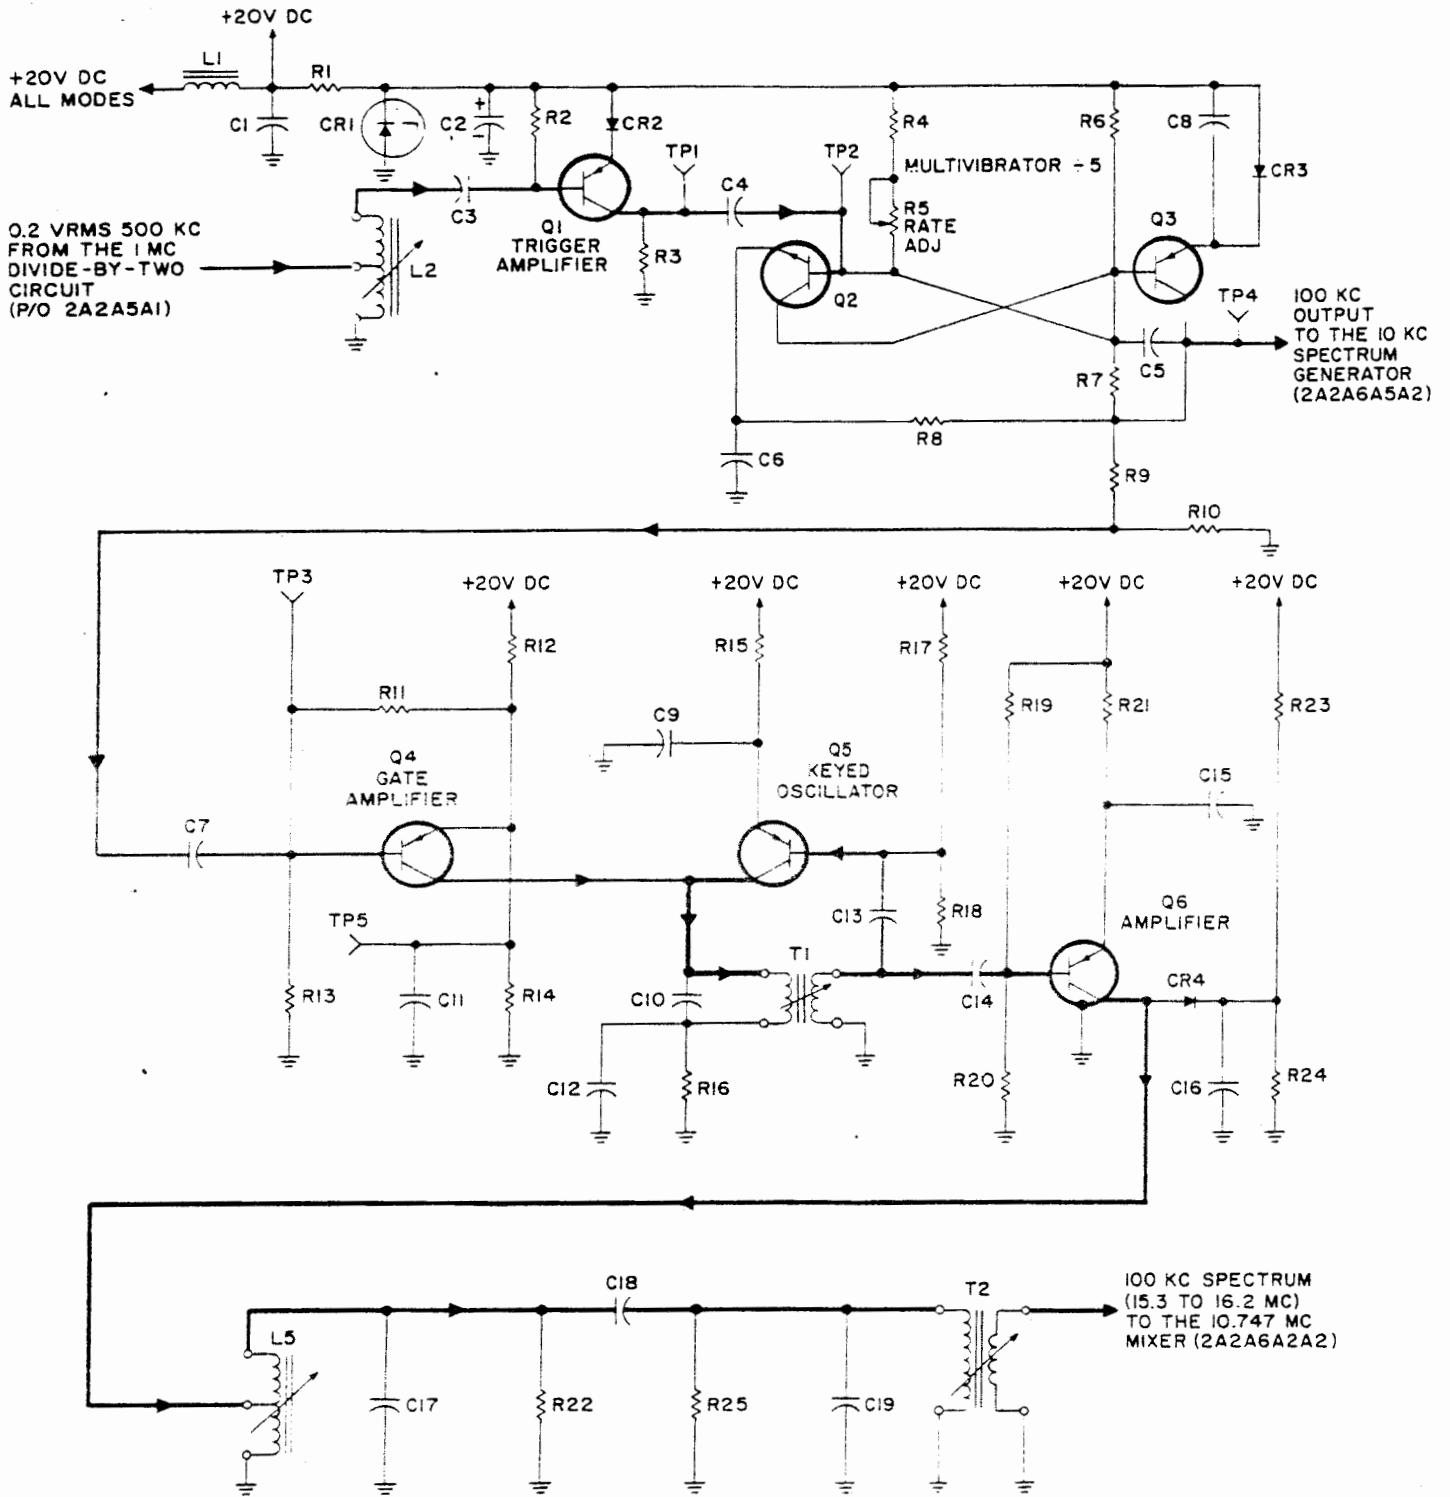 +20V DC
L1
+20V DC
ALL MODES
R1
C1
CR1
C2
+
-
R2
CR2
TP1
TP2
R4
R6
C8
CR3
MULTIVIBRATOR ÷5
C3
C4
R5
RATE
ADJ
Q3
0.2 VRMS 500 KC
FROM THE 1 MC
DIVIDE-BY-TWO
CIRCUIT
(P/O 2A2A5A1)
L2
Q1
TRIGGER
AMPLIFIER
R3
Q2
TP4
100 KC
OUTPUT
TO THE 10 KC
SPECTRUM
GENERATOR
(2A2A6A5A2)
R7
C5
R8
C6
R9
R10
TP3
+20V DC
+20V DC
+20V DC
+20V DC
+20V DC
R12
R15
R17
R11
R19
R21
R23
C9
Q4
GATE
AMPLIFIER
Q5
KEYED
OSCILLATOR
C15
C7
TP5
C13
R18
Q6
AMPLIFIER
T1
R13
C11
R14
C10
C14
CR4
C12
R16
R20
C16
R24
C18
T2
100 KC SPECTRUM
(15.3 TO 16.2 MC)
TO THE 10.747 MC
MIXER (2A2A6A2A2)
L5
C17
R22
R25
C19